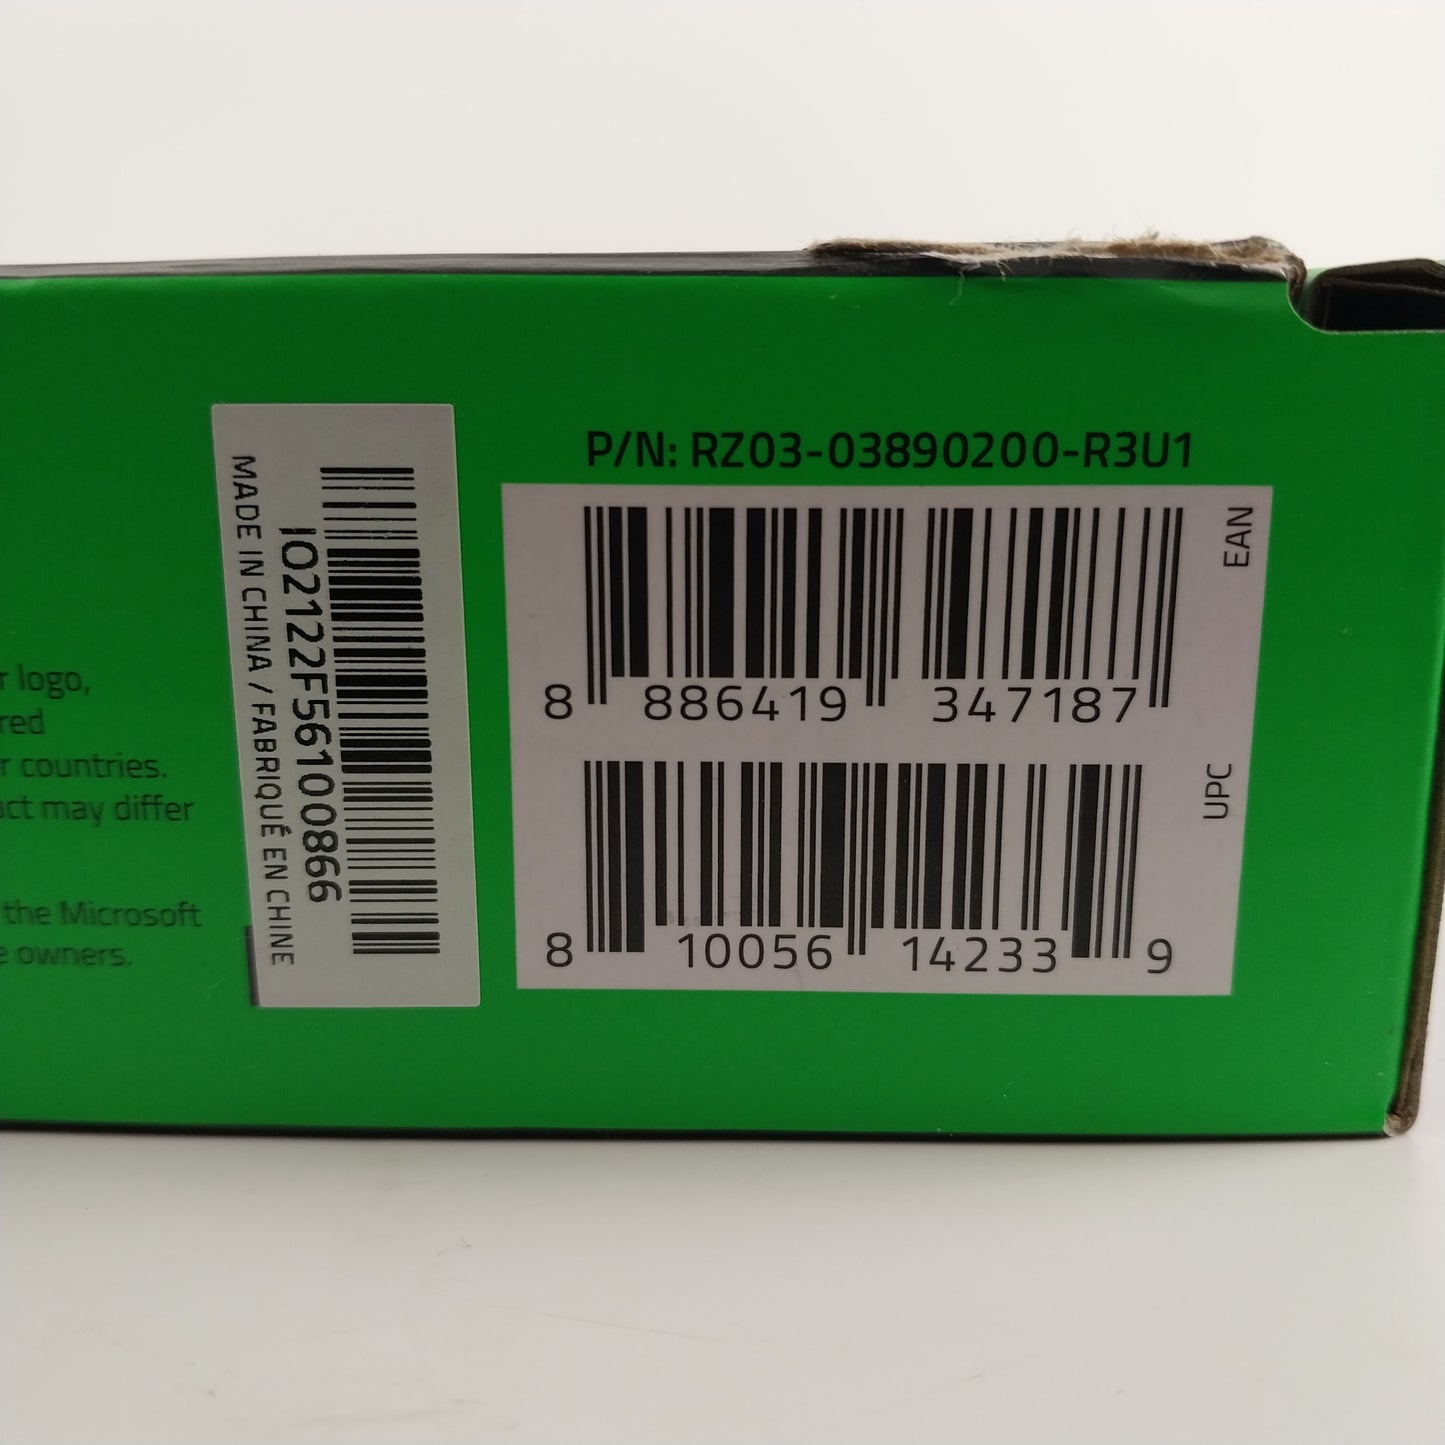 r logo,
red
r countries.
uct may differ
the Microsoft
e owners.
MADE IN CHINA / FABRIQUÉ EN CHINE
IO2122F56100866
P/N: RZ03-03890200-R3U1
EAN
8 886419 347187
UPC
8 10056 14233 9